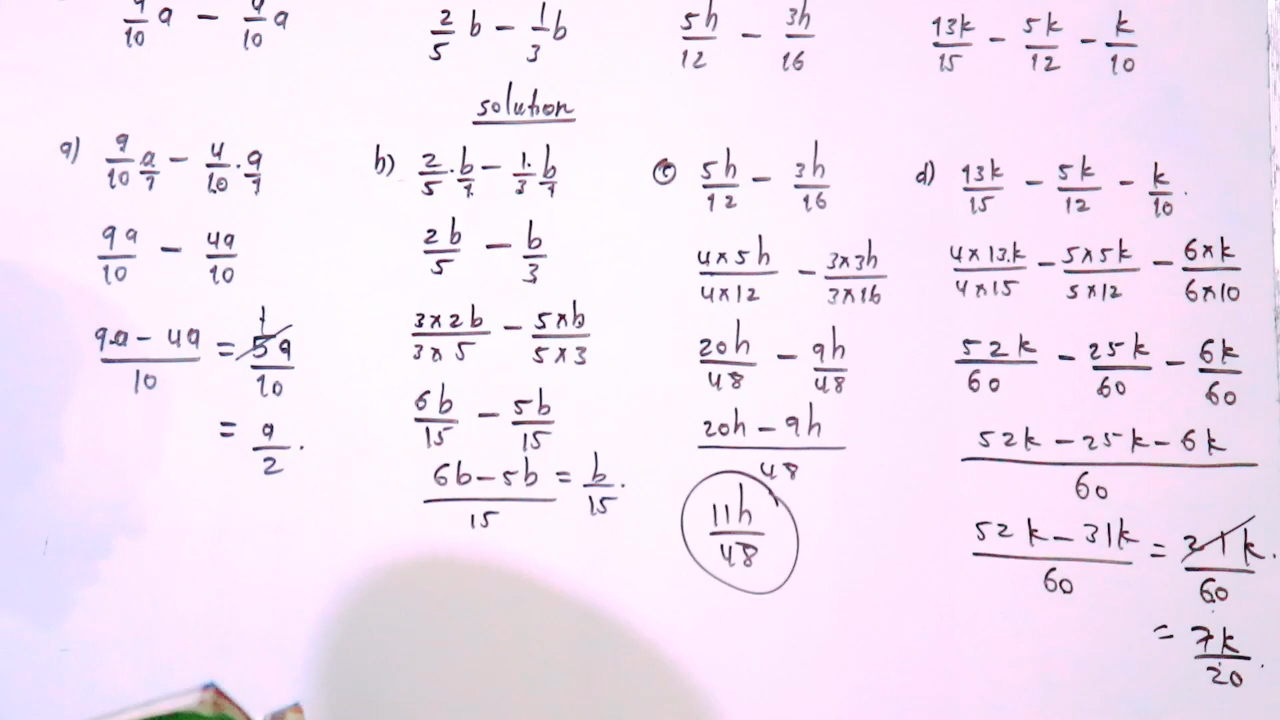 9/10 a − 4/10 a
2/5 b − 1/3 b
5h/12 − 3h/16
13k/15 − 5k/12 − k/10
solution
a) 9/10 a/1 − 4/10 . a/1
9a/10 − 4a/10
9a − 4a/10 = 5a/10
1
= a/2 .
b) 2/5 . b/1 − 1/3 . b/1
2b/5 − b/3
3×2b/3×5 − 5×b/5×3
6b/15 − 5b/15
6b−5b/15 = b/15 .
c 5h/12 − 3h/16
4×5h/4×12 − 3×3h/3×16
20h/48 − 9h/48
20h − 9h/48
11h/48
d) 13k/15 − 5k/12 − k/10 .
4×13.k/4×15 − 5×5k/5×12 − 6×k/6×10
52k/60 − 25k/60 − 6k/60
52k − 25k − 6k/60
52k − 31k/60 = 21k/60 .
= 7k/20 .